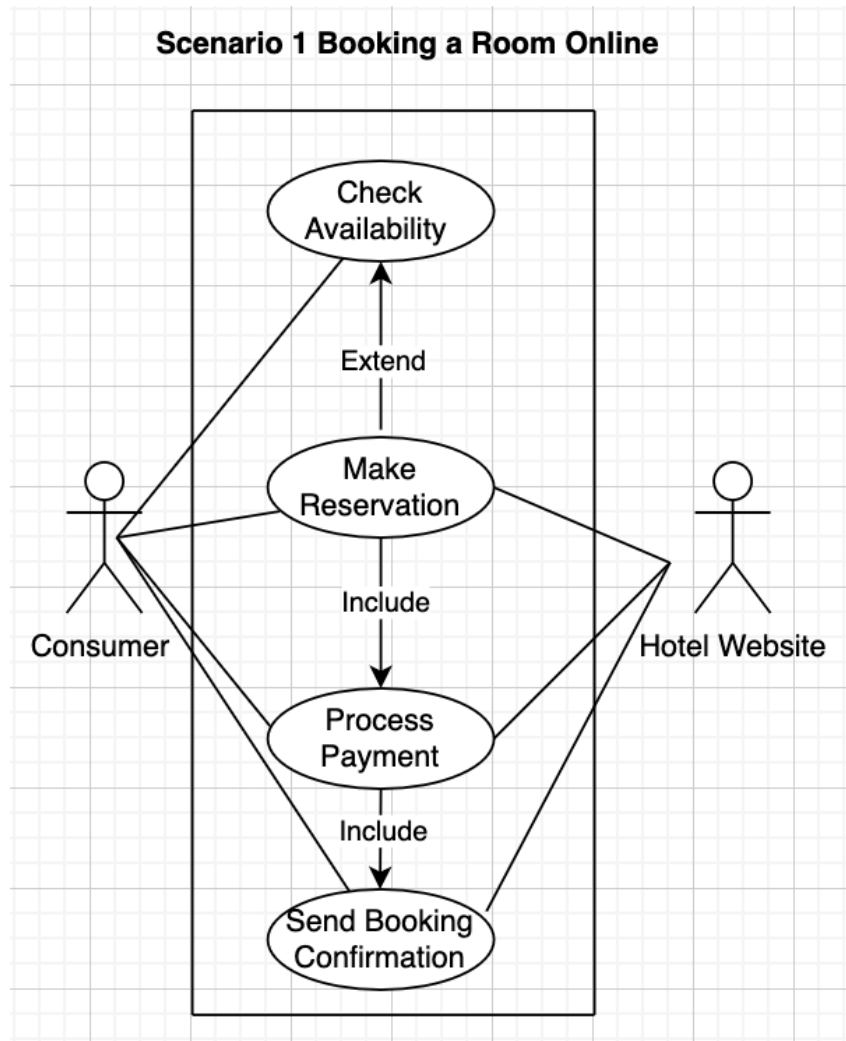 Scenario 1 Booking a Room Online
Check
Availability
Extend
Make
Reservation
Include
Consumer
Hotel Website
Process
Payment
Include
Send Booking
Confirmation